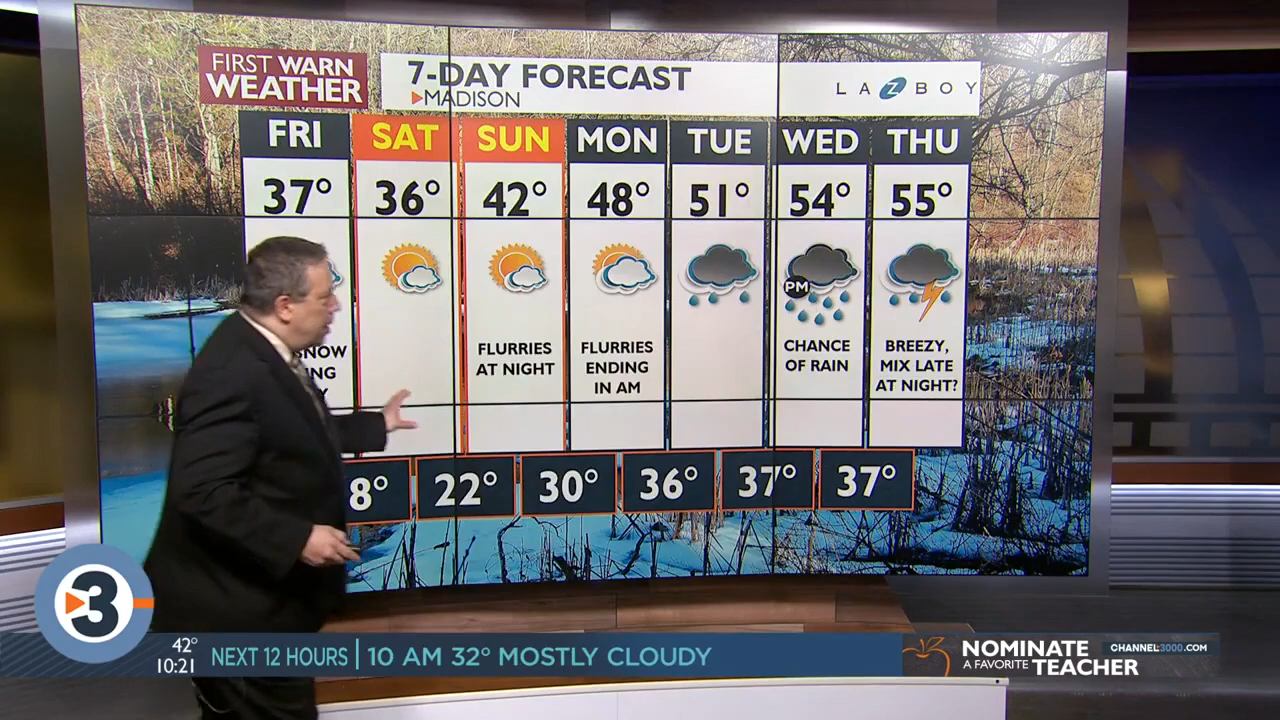 FIRST WARN
WEATHER
7-DAY FORECAST
MADISON
LA Z BOY
FRI SAT SUN MON TUE WED THU
37° 36° 42° 48° 51° 54° 55°
PM
SNOW
FLURRIES
AT NIGHT
FLURRIES
ENDING
IN AM
CHANCE
OF RAIN
BREEZY,
MIX LATE
AT NIGHT?
8° 22° 30° 36° 37° 37°
3
42°
10:21
NEXT 12 HOURS 10 AM 32° MOSTLY CLOUDY
NOMINATE
A FAVORITE TEACHER
CHANNEL3000.COM